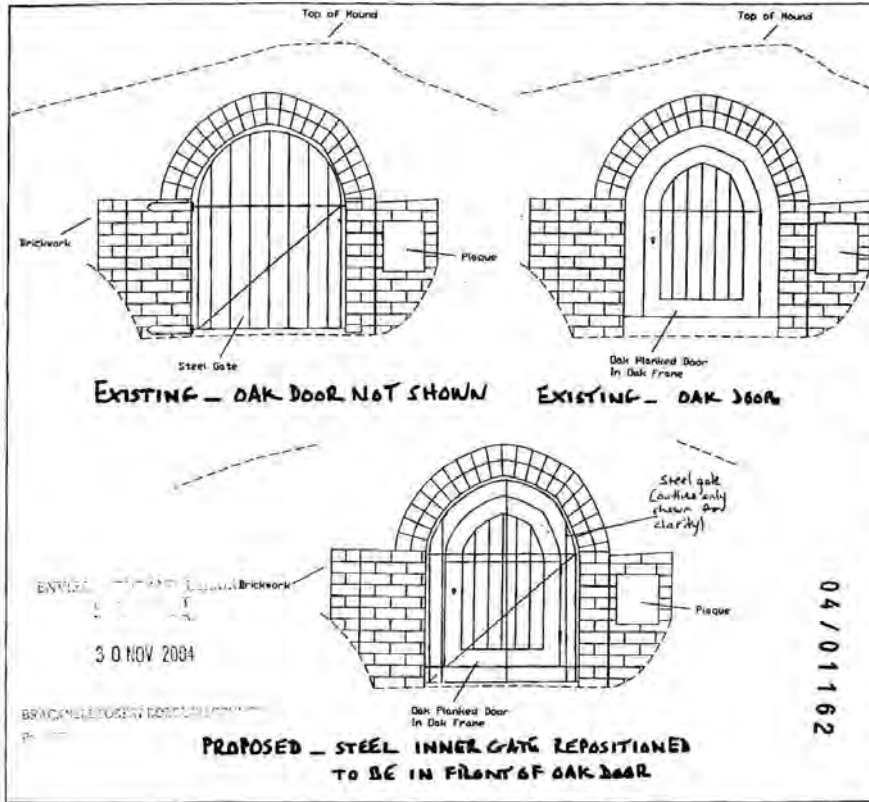 Top of Mound
Top of Mound
Brickwork
Plaque
Steel Gate
Oak Planked Door
In Oak Frame
EXISTING - OAK DOOR NOT SHOWN
EXISTING - OAK DOOR
Steel gate
(outline only
shown for
clarity)
Brickwork
Plaque
30 NOV 2004
Oak Planked Door
In Oak Frame
04/01162
PROPOSED - STEEL INNER GATE REPOSITIONED
TO BE IN FRONT OF OAK DOOR